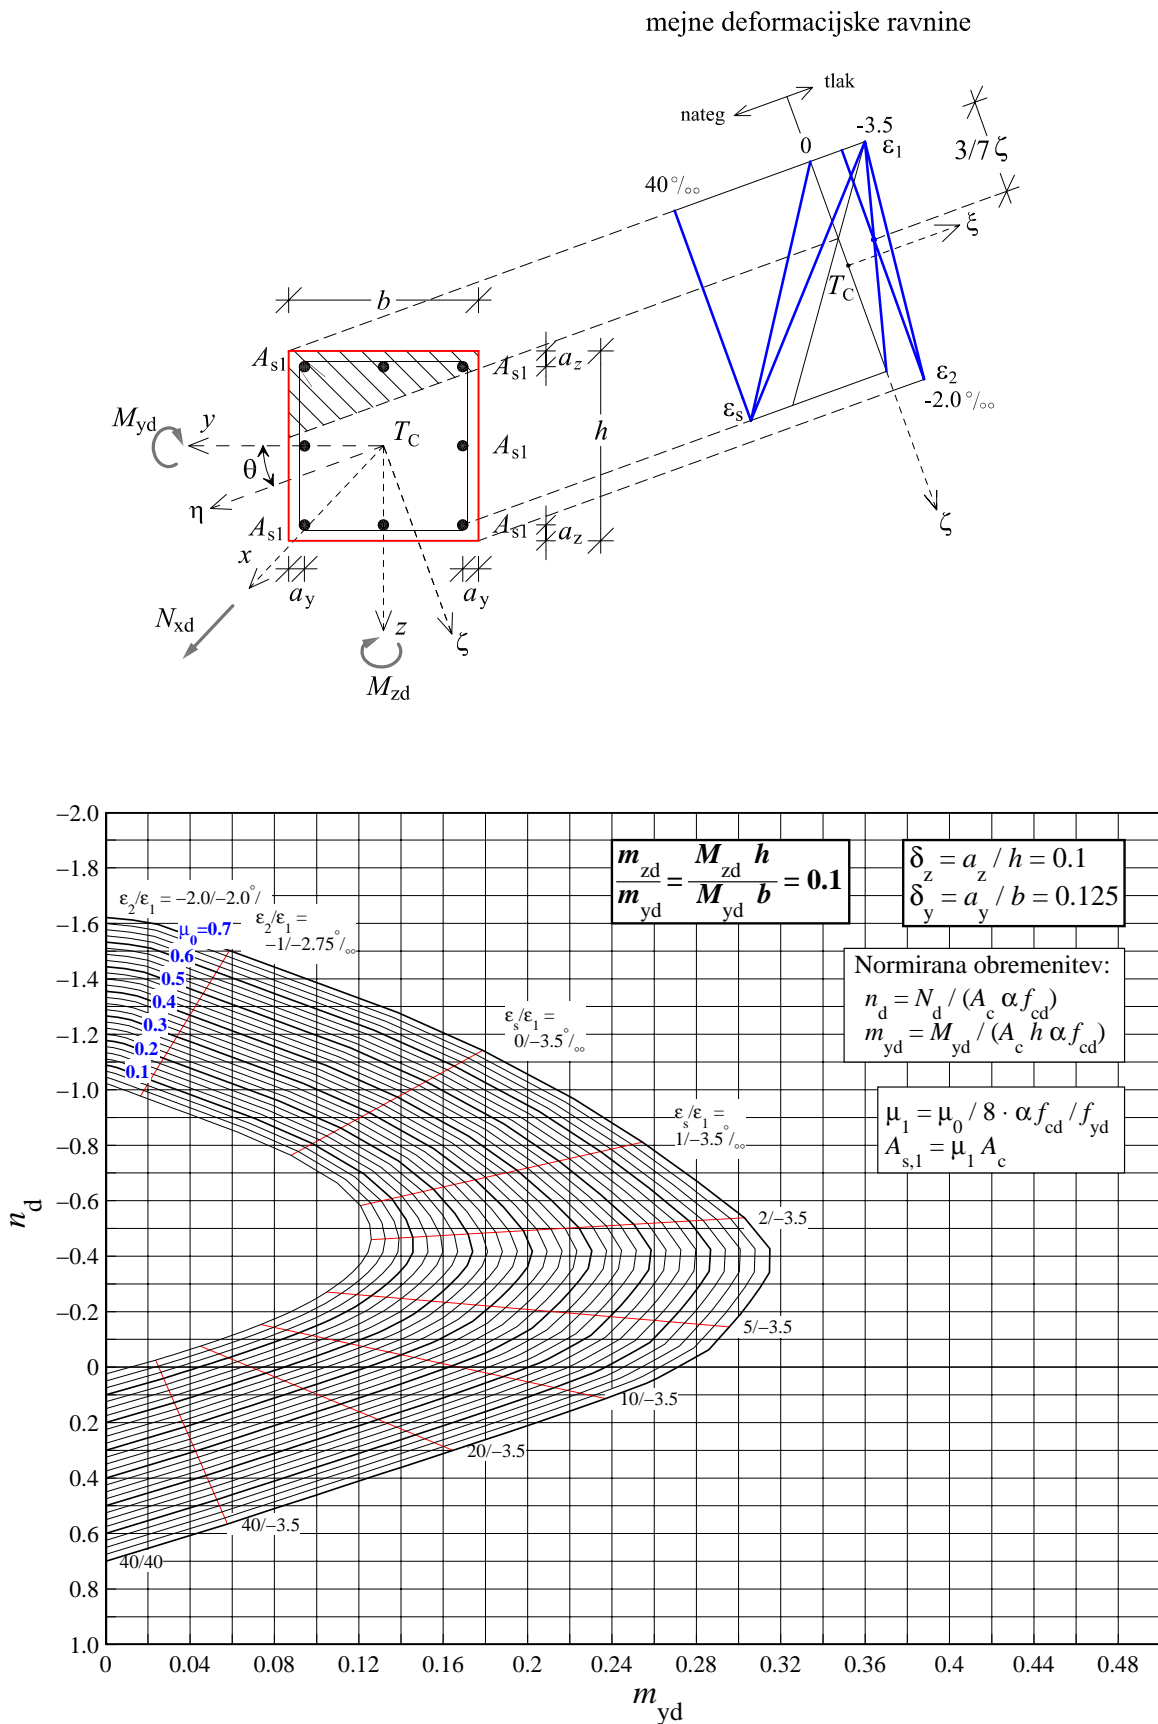 mejne deformacijske ravnine
nateg
tlak
0
-3.5
ε1
3/7 ζ
40 °/∞
ξ
TC
b
As1
As1
az
εs
ε2
-2.0 °/∞
Myd
y
TC
As1
h
θ
η
As1
As1
az
ζ
x
ay
ay
Nxd
z
ζ
Mzd
−2.0
−1.8
−1.6
−1.4
−1.2
−1.0
−0.8
−0.6
−0.4
−0.2
0
0.2
0.4
0.6
0.8
1.0
nd
mzd / myd = Mzd h / Myd b = 0.1
δz = az / h = 0.1
δy = ay / b = 0.125
ε2/ε1 = −2.0/−2.0°/
μ0=0.7
0.6
0.5
0.4
0.3
0.2
0.1
ε2/ε1 =
−1/−2.75°/∞
Normirana obremenitev:
nd = Nd / (Ac α fcd)
myd = Myd / (Ac h α fcd)
εs/ε1 =
0/−3.5°/∞
μ1 = μ0 / 8 · α fcd / fyd
As,1 = μ1 Ac
εs/ε1 =
1/−3.5°/∞
2/−3.5
5/−3.5
10/−3.5
20/−3.5
40/−3.5
40/40
0
0.04
0.08
0.12
0.16
0.2
0.24
0.28
0.32
0.36
0.4
0.44
0.48
myd